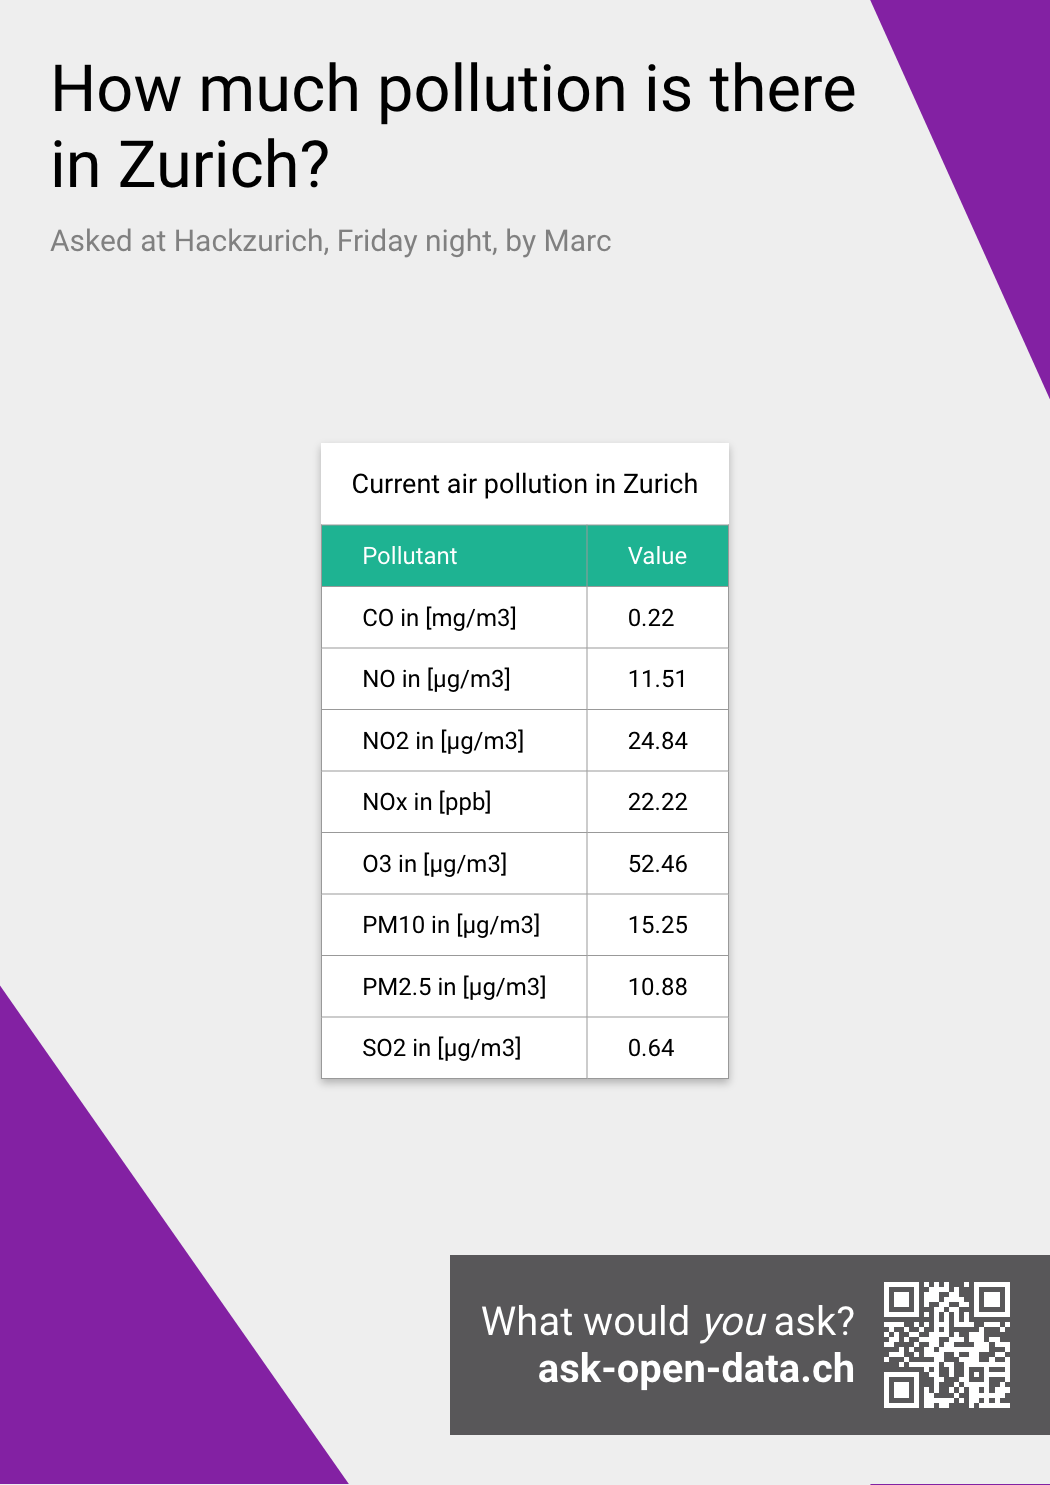 How much pollution is there
in Zurich?
Asked at Hackzurich, Friday night, by Marc
Current air pollution in Zurich
Pollutant Value
CO in [mg/m3] 0.22
NO in [µg/m3] 11.51
NO2 in [µg/m3] 24.84
NOx in [ppb] 22.22
O3 in [µg/m3] 52.46
PM10 in [µg/m3] 15.25
PM2.5 in [µg/m3] 10.88
SO2 in [µg/m3] 0.64
What would you ask?
ask-open-data.ch